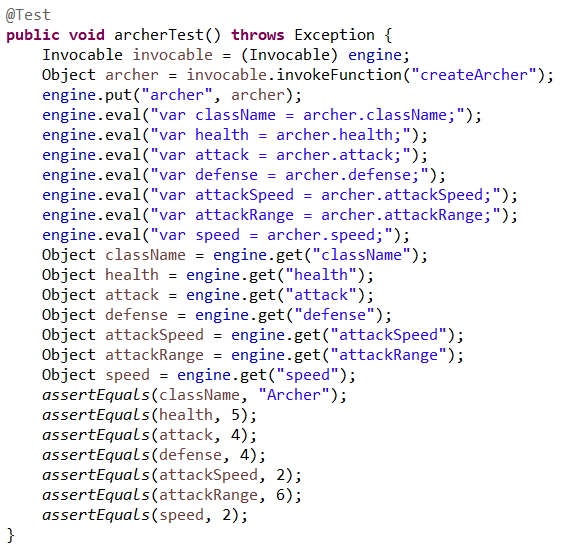 @Test
public void archerTest() throws Exception {
    Invocable invocable = (Invocable) engine;
    Object archer = invocable.invokeFunction("createArcher");
    engine.put("archer", archer);
    engine.eval("var className = archer.className;");
    engine.eval("var health = archer.health;");
    engine.eval("var attack = archer.attack;");
    engine.eval("var defense = archer.defense;");
    engine.eval("var attackSpeed = archer.attackSpeed;");
    engine.eval("var attackRange = archer.attackRange;");
    engine.eval("var speed = archer.speed;");
    Object className = engine.get("className");
    Object health = engine.get("health");
    Object attack = engine.get("attack");
    Object defense = engine.get("defense");
    Object attackSpeed = engine.get("attackSpeed");
    Object attackRange = engine.get("attackRange");
    Object speed = engine.get("speed");
    assertEquals(className, "Archer");
    assertEquals(health, 5);
    assertEquals(attack, 4);
    assertEquals(defense, 4);
    assertEquals(attackSpeed, 2);
    assertEquals(attackRange, 6);
    assertEquals(speed, 2);
}